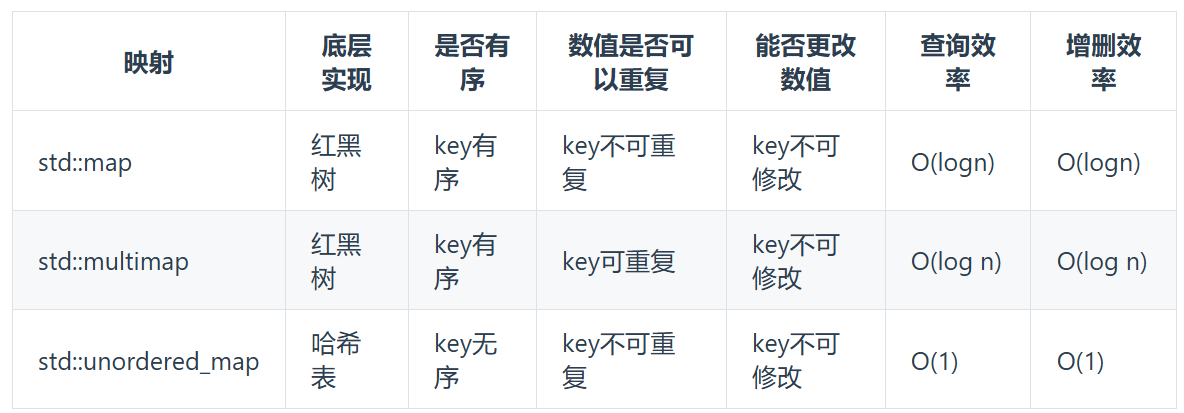 映射
底层
实现
是否有
序
数值是否可
以重复
能否更改
数值
查询效
率
增删效
率
std::map
红黑
树
key有
序
key不可重
复
key不可
修改
O(logn)
O(logn)
std::multimap
红黑
树
key有
序
key可重复
key不可
修改
O(log n)
O(log n)
std::unordered_map
哈希
表
key无
序
key不可重
复
key不可
修改
O(1)
O(1)